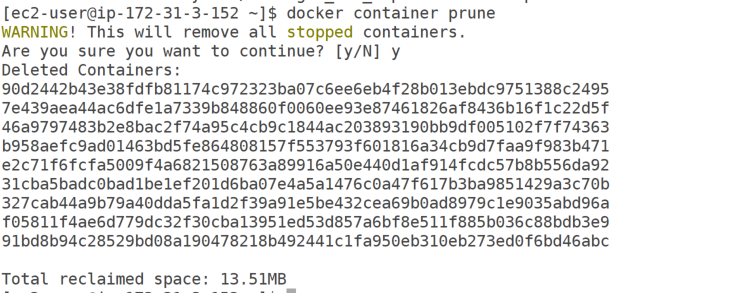 [ec2-user@ip-172-31-3-152 ~]$ docker container prune
WARNING! This will remove all stopped containers.
Are you sure you want to continue? [y/N] y
Deleted Containers:
90d2442b43e38fdfb81174c972323ba07c6ee6eb4f28b013ebdc9751388c2495
7e439aea44ac6dfe1a7339b848860f0060ee93e87461826af8436b16f1c22d5f
46a9797483b2e8bac2f74a95c4cb9c1844ac203893190bb9df005102f7f74363
b958aefc9ad01463bd5fe864808157f553793f601816a34cb9d7faa9f983b471
e2c71f6fcfa5009f4a6821508763a89916a50e440d1af914fcdc57b8b556da92
31cba5badc0bad1be1ef201d6ba07e4a5a1476c0a47f617b3ba9851429a3c70b
327cab44a9b79a40dda5fa1d2f39a91e5be432cea69b0ad8979c1e9035abd96a
f05811f4ae6d779dc32f30cba13951ed53d857a6bf8e511f885b036c88bdb3e9
91bd8b94c28529bd08a190478218b492441c1fa950eb310eb273ed0f6bd46abc
Total reclaimed space: 13.51MB